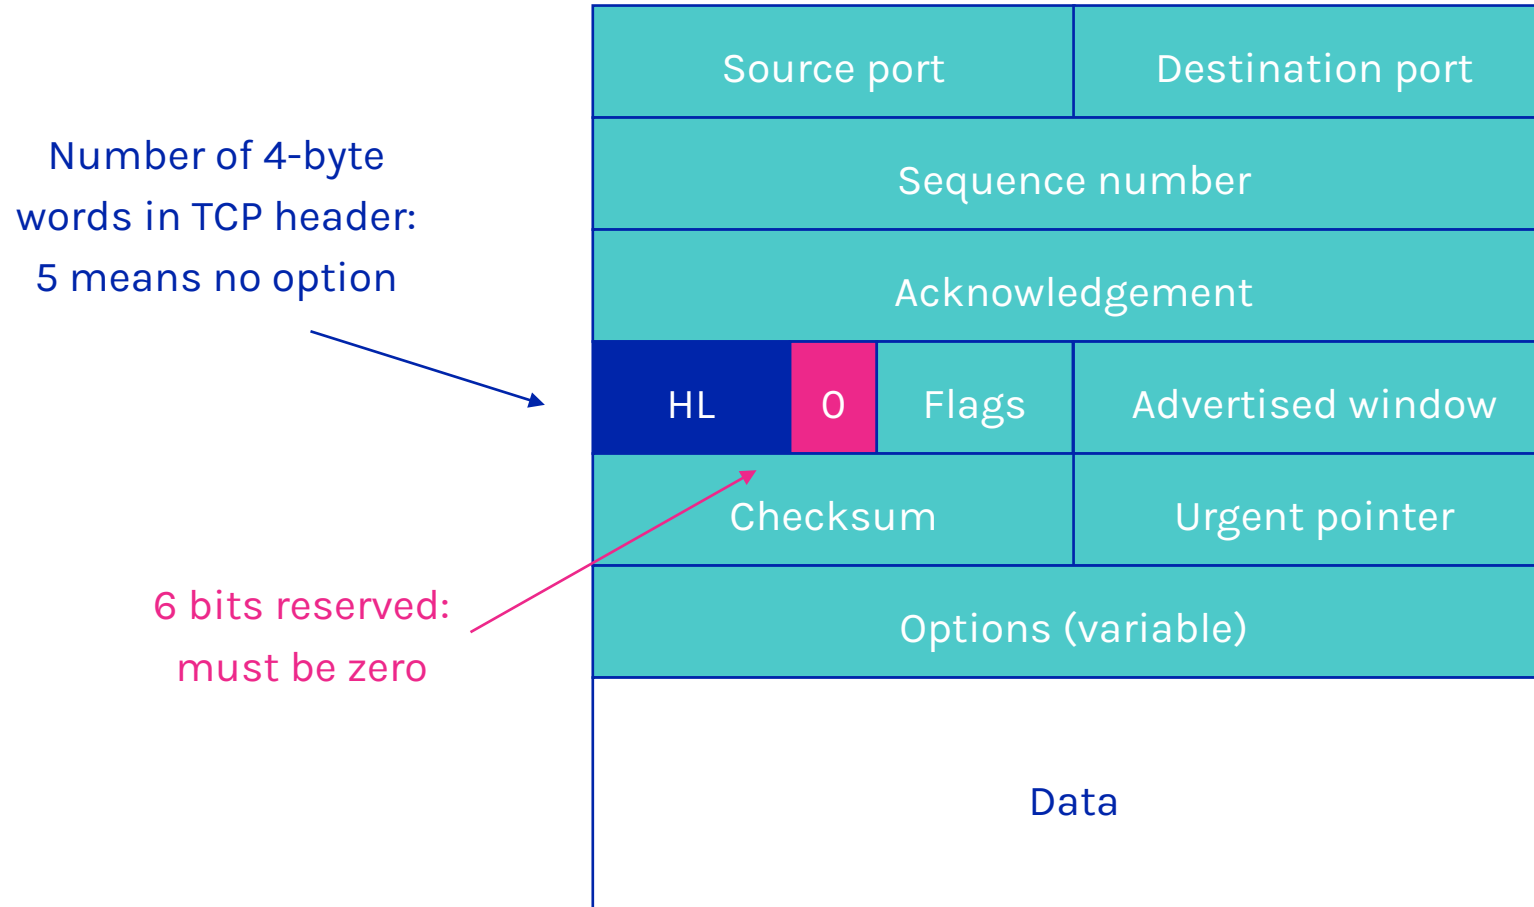 Source port
Destination port
Number of 4-byte
words in TCP header:
5 means no option
Sequence number
Acknowledgement
HL
0
Flags
Advertised window
Checksum
Urgent pointer
6 bits reserved:
must be zero
Options (variable)
Data